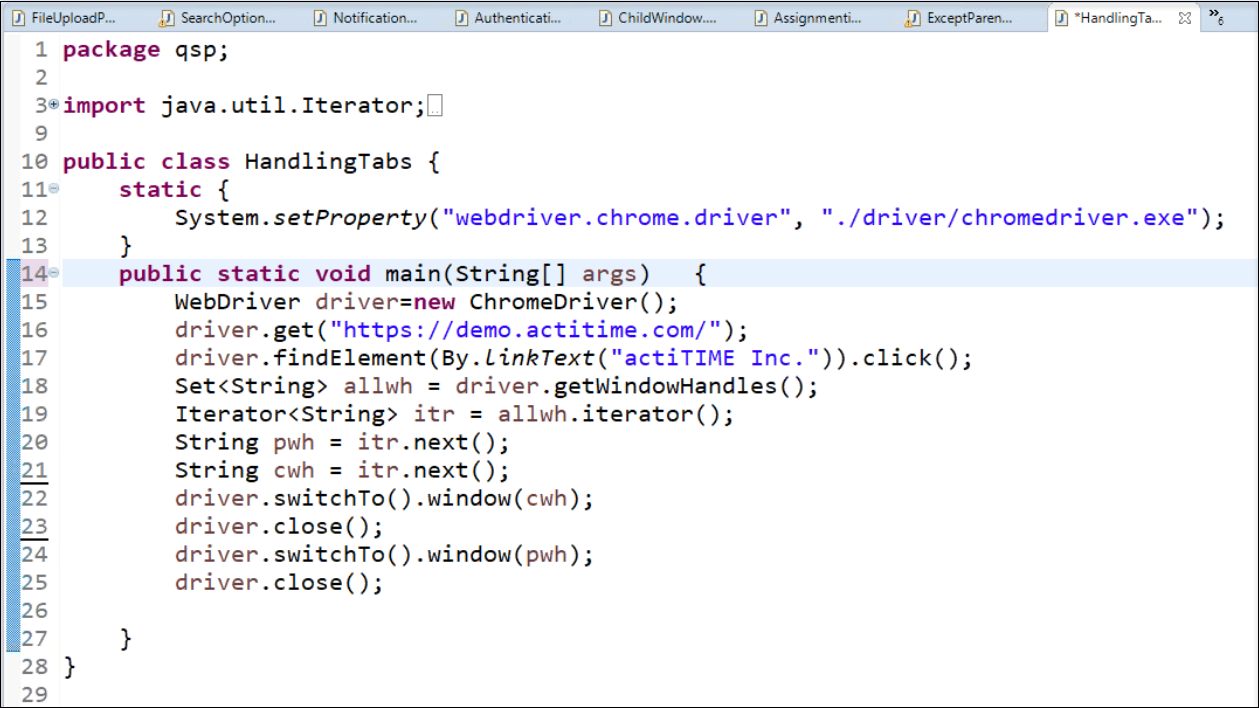 FileUploadP... SearchOption... Notification... Authenticati... ChildWindow.... Assignmenti... ExceptParen... *HandlingTa... »6
1 package qsp;
2
3 import java.util.Iterator;
9
10 public class HandlingTabs {
11     static {
12         System.setProperty("webdriver.chrome.driver", "./driver/chromedriver.exe");
13     }
14     public static void main(String[] args)   {
15         WebDriver driver=new ChromeDriver();
16         driver.get("https://demo.actitime.com/");
17         driver.findElement(By.linkText("actiTIME Inc.")).click();
18         Set<String> allwh = driver.getWindowHandles();
19         Iterator<String> itr = allwh.iterator();
20         String pwh = itr.next();
21         String cwh = itr.next();
22         driver.switchTo().window(cwh);
23         driver.close();
24         driver.switchTo().window(pwh);
25         driver.close();
26
27     }
28 }
29